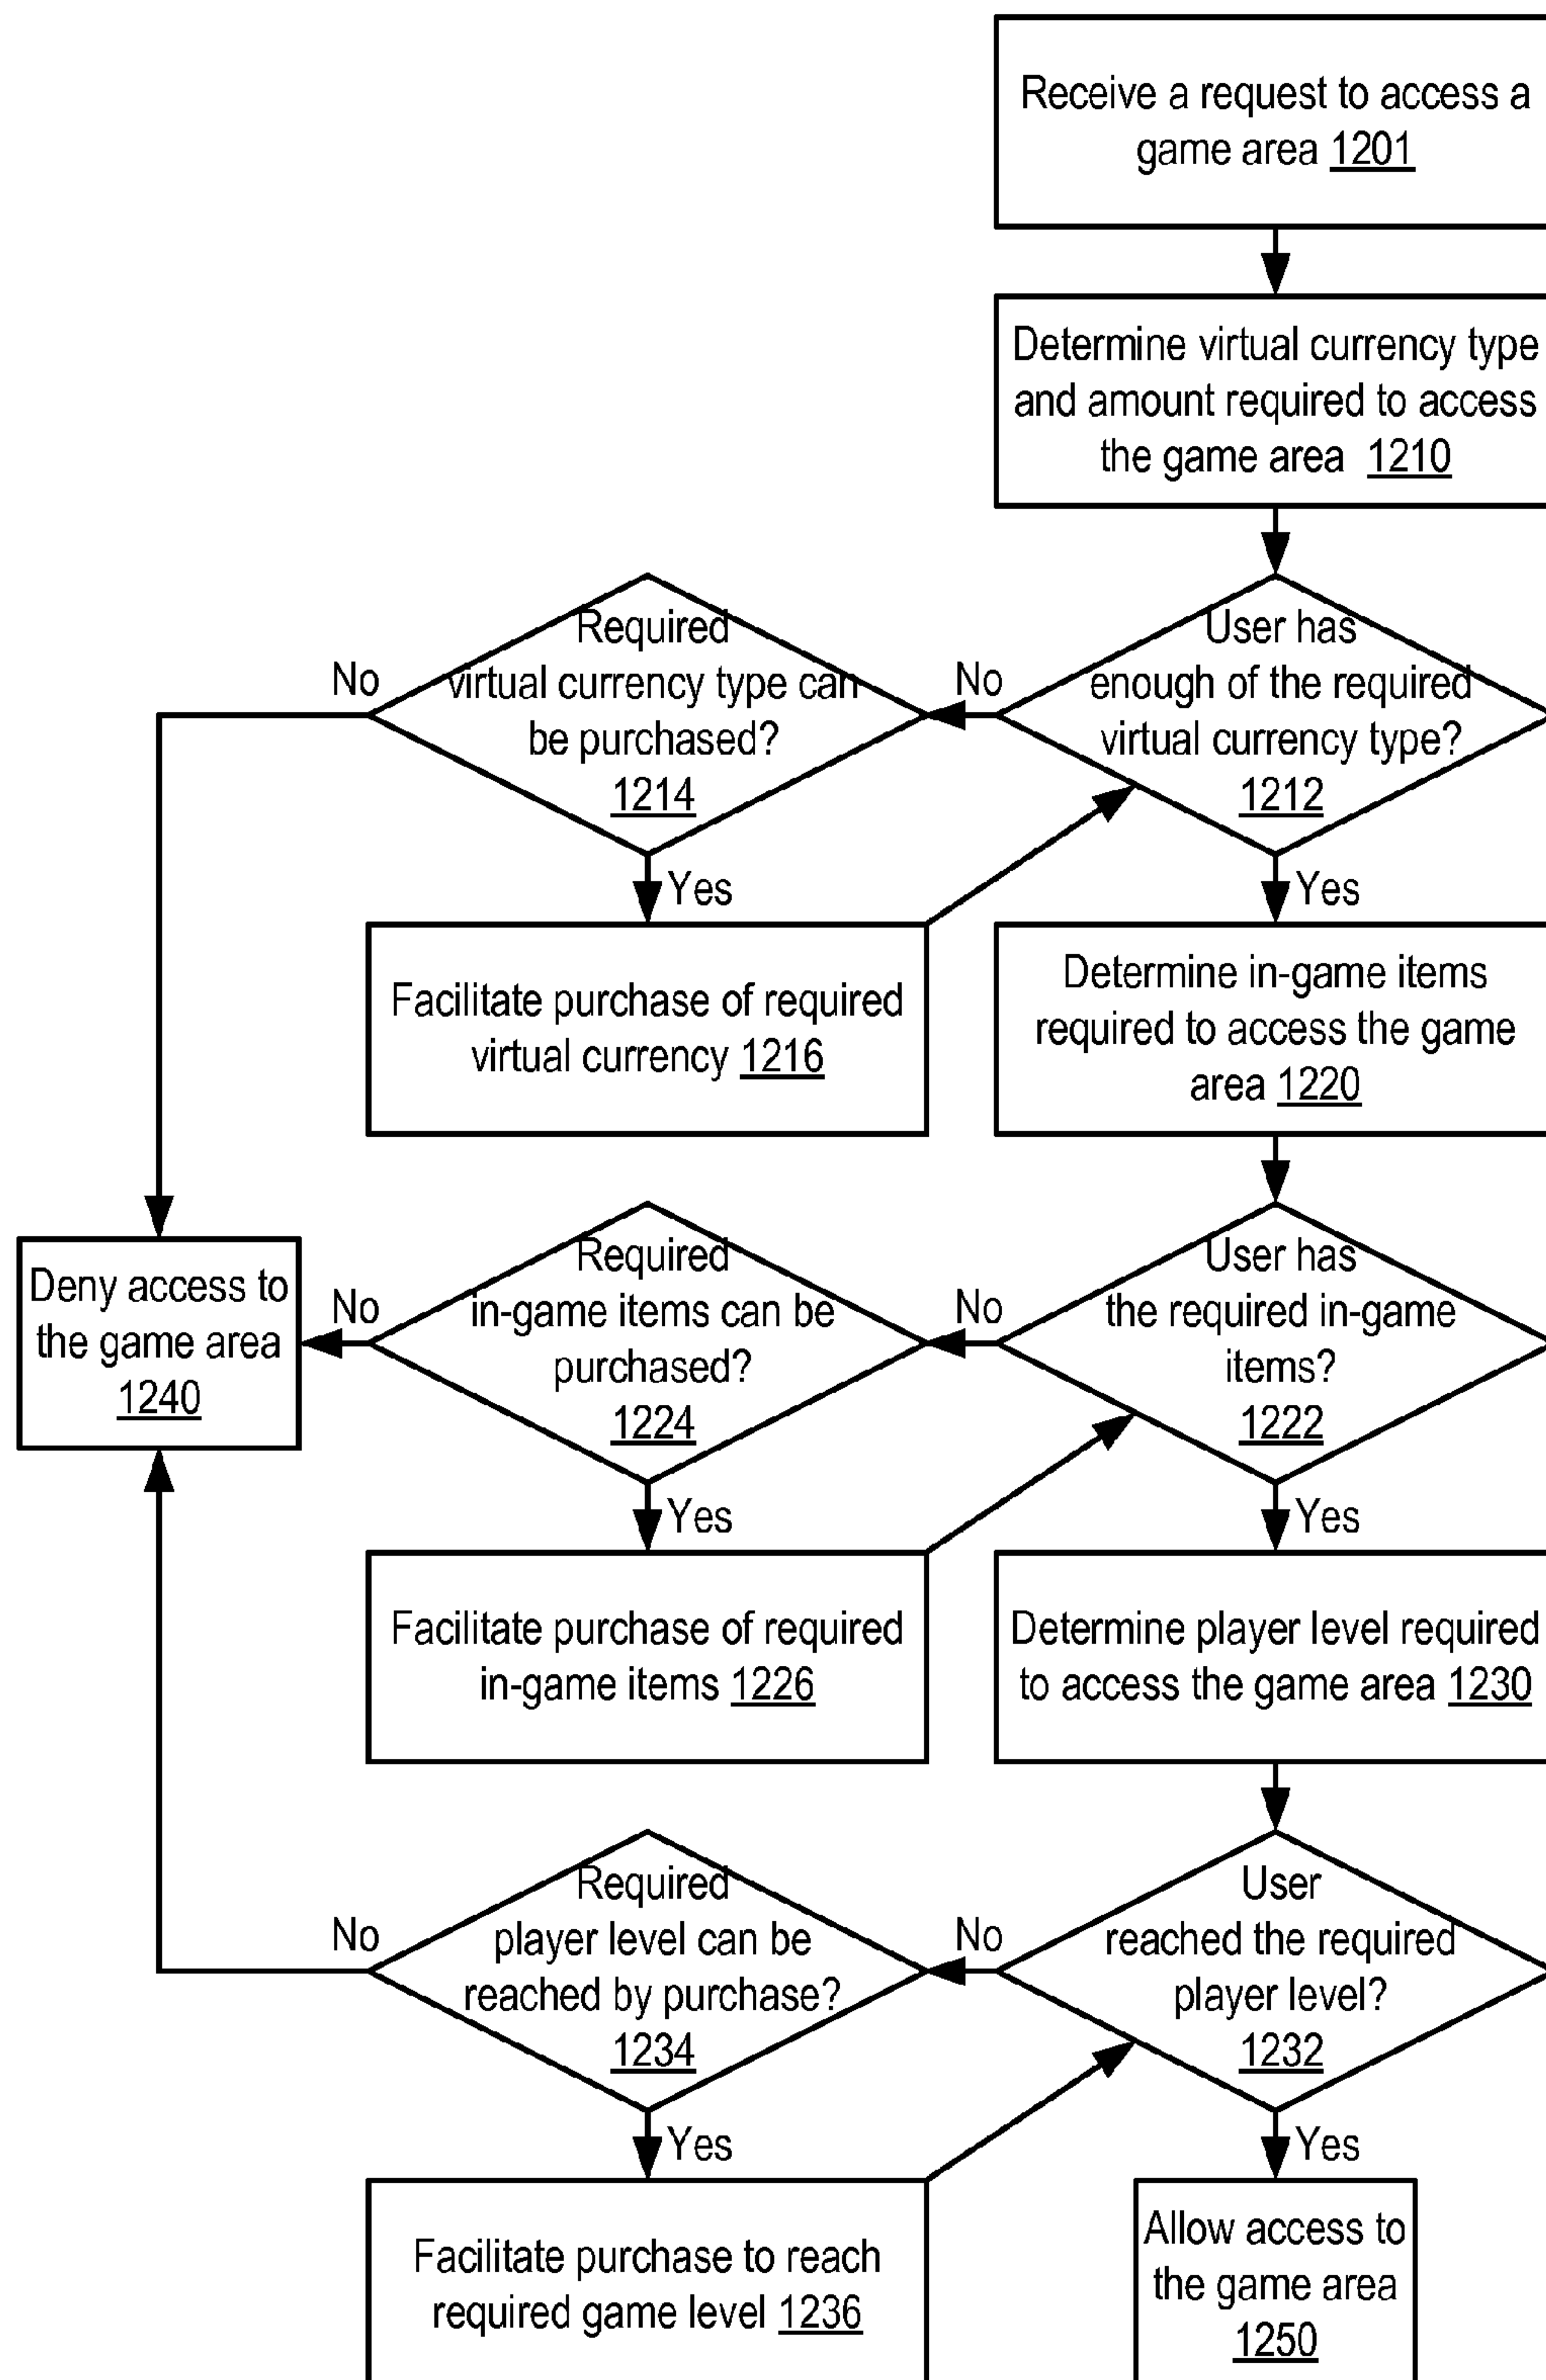 Receive a request to access a
game area 1201
Determine virtual currency type
and amount required to access
the game area 1210
User has
enough of the required
virtual currency type?
1212
No
Required
virtual currency type can
be purchased?
1214
No
Yes
Facilitate purchase of required
virtual currency 1216
Yes
Determine in-game items
required to access the game
area 1220
User has
the required in-game
items?
1222
No
Required
in-game items can be
purchased?
1224
No
Deny access to
the game area
1240
Yes
Facilitate purchase of required
in-game items 1226
Yes
Determine player level required
to access the game area 1230
User
reached the required
player level?
1232
No
Required
player level can be
reached by purchase?
1234
No
Yes
Facilitate purchase to reach
required game level 1236
Yes
Allow access to
the game area
1250